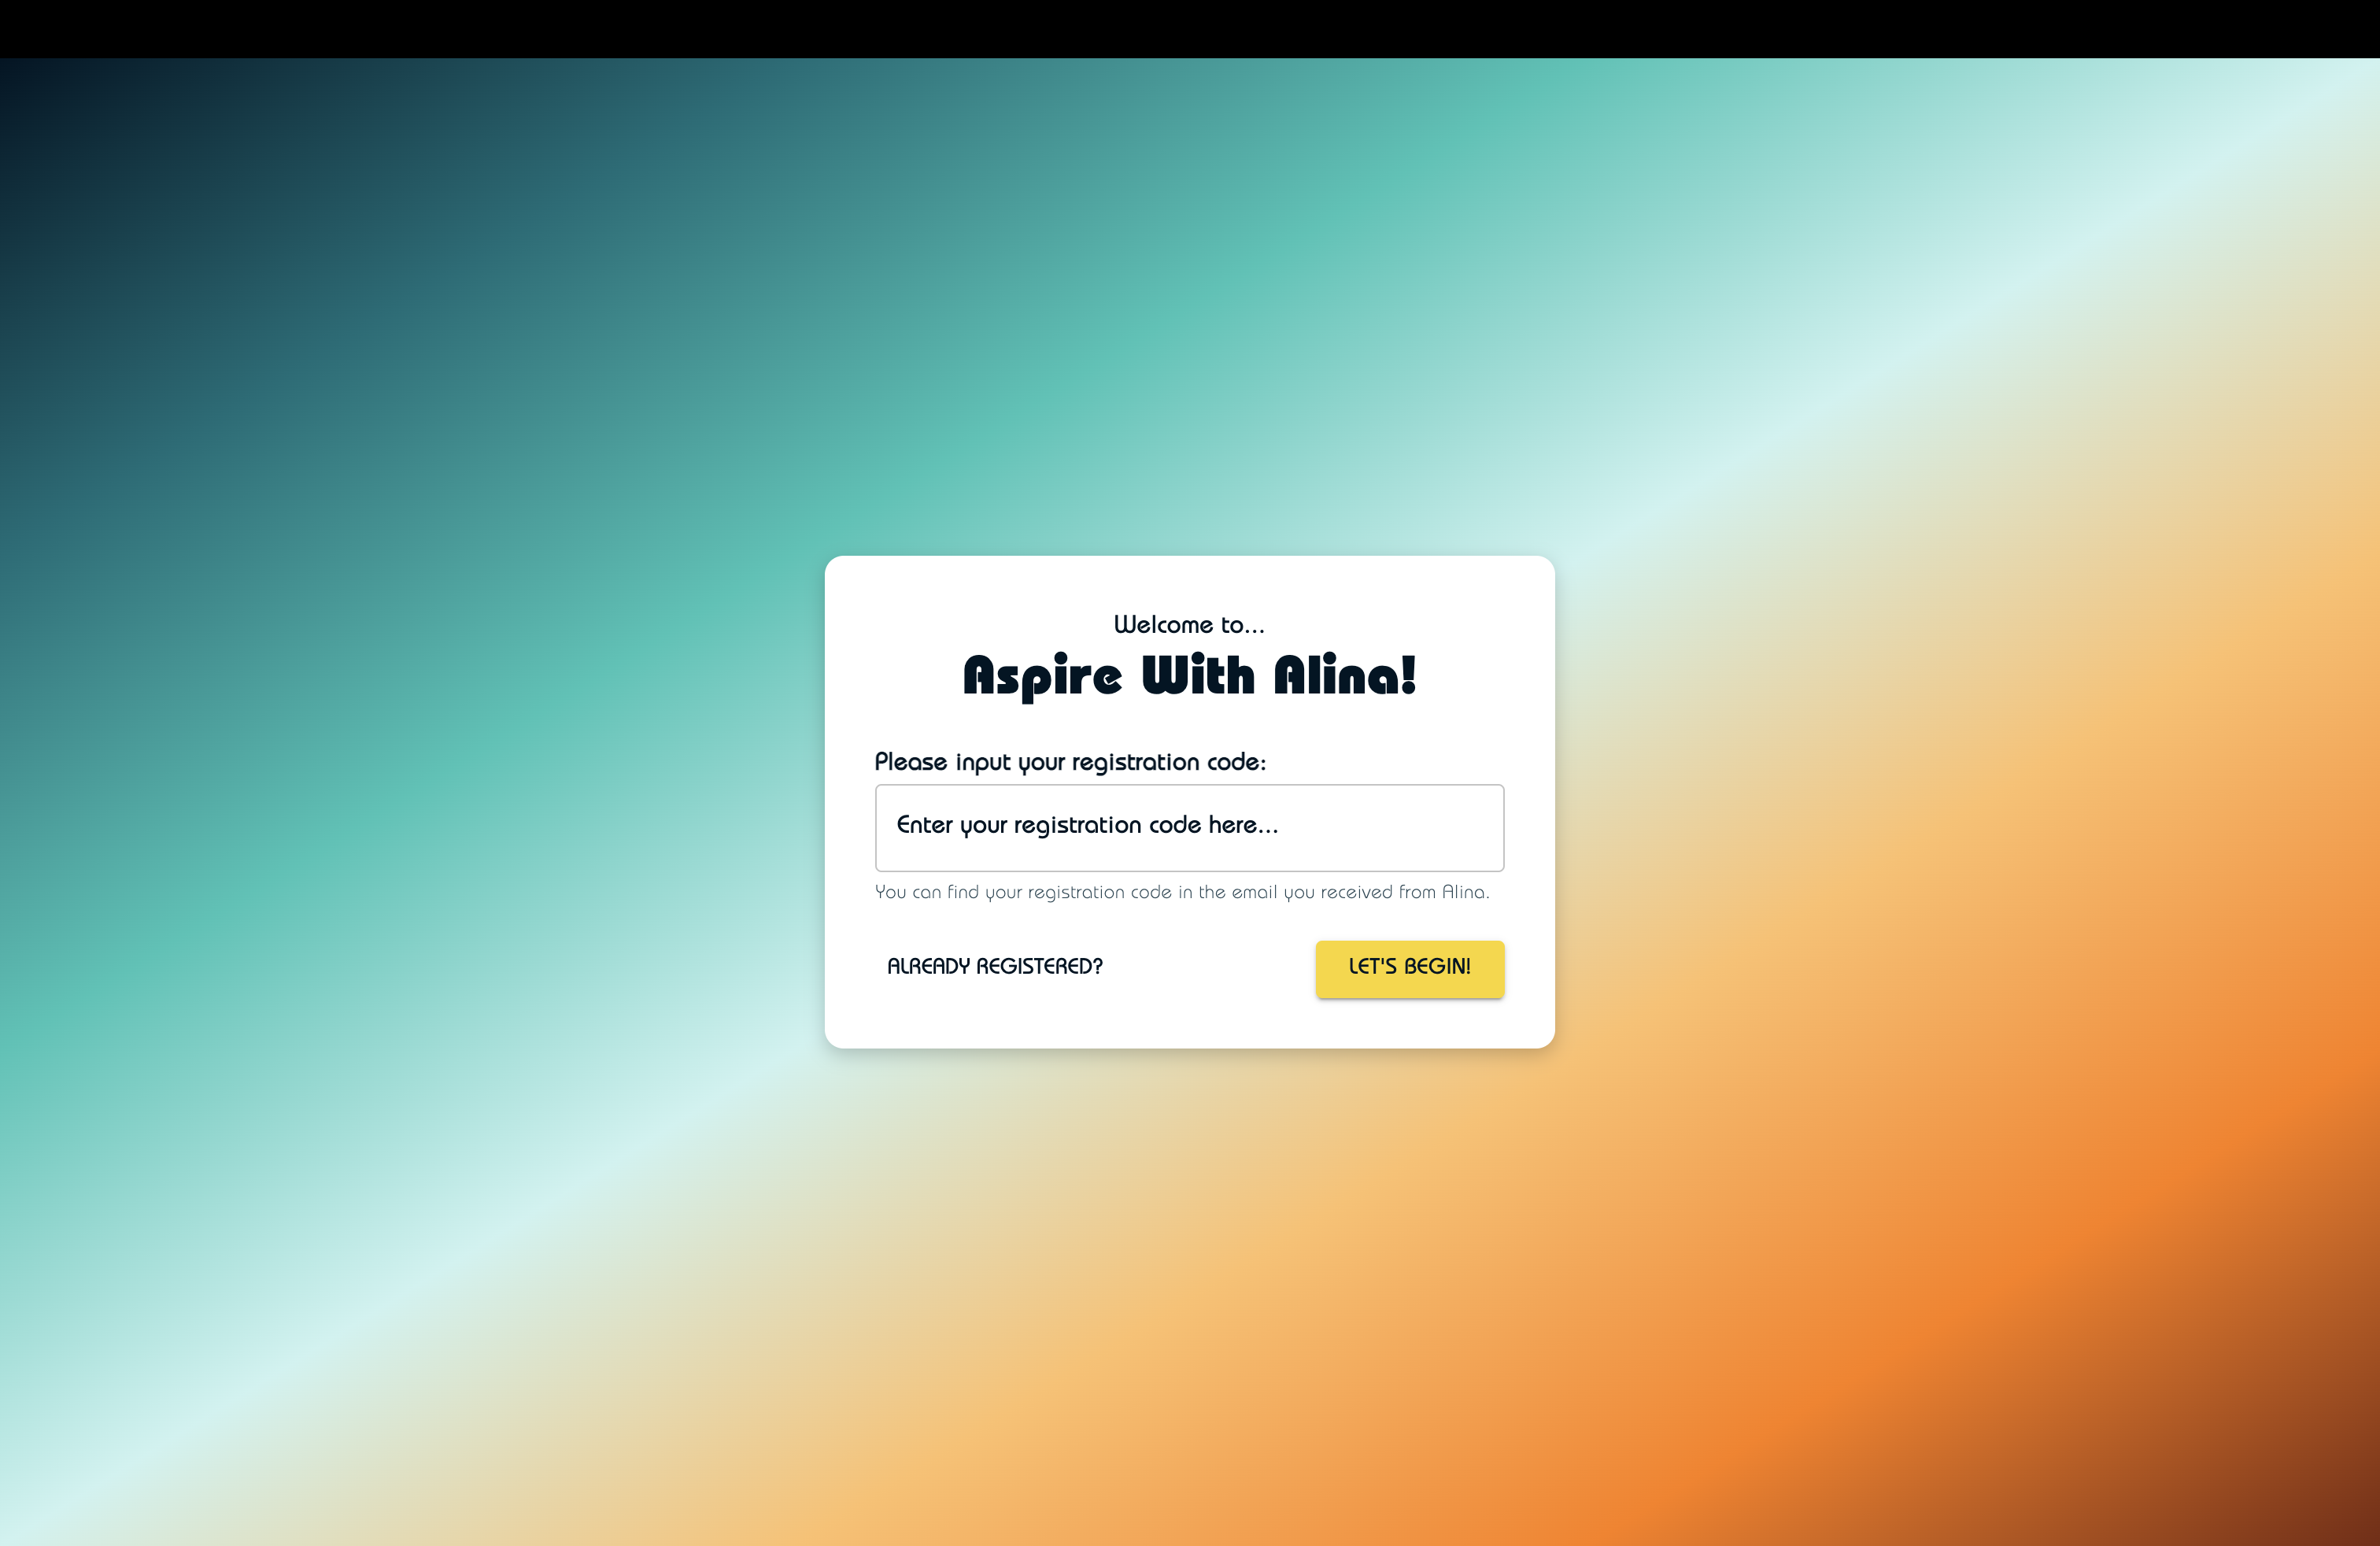 Welcome to...
Aspire With Alina!
Please input your registration code:
Enter your registration code here...
You can find your registration code in the email you received from Alina.
ALREADY REGISTERED?
LET'S BEGIN!